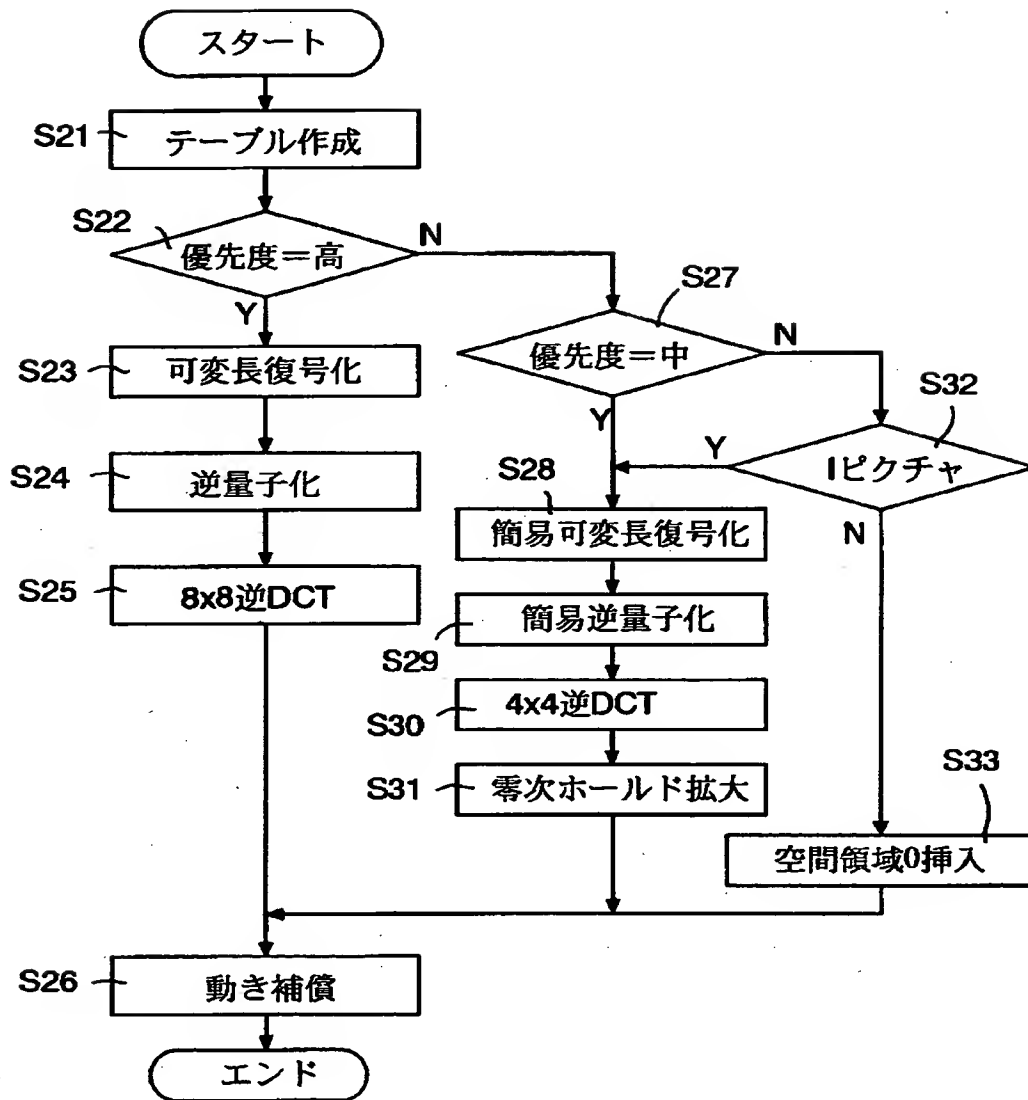 スタート
S21
テーブル作成
S22
優先度=高
N
Y
S27
優先度=中
N
Y
S23
可変長復号化
S32
Iピクチャ
Y
N
S24
逆量子化
S28
簡易可変長復号化
S25
8x8逆DCT
S29
簡易逆量子化
S30
4x4逆DCT
S31
零次ホールド拡大
S33
空間領域0挿入
S26
動き補償
エンド